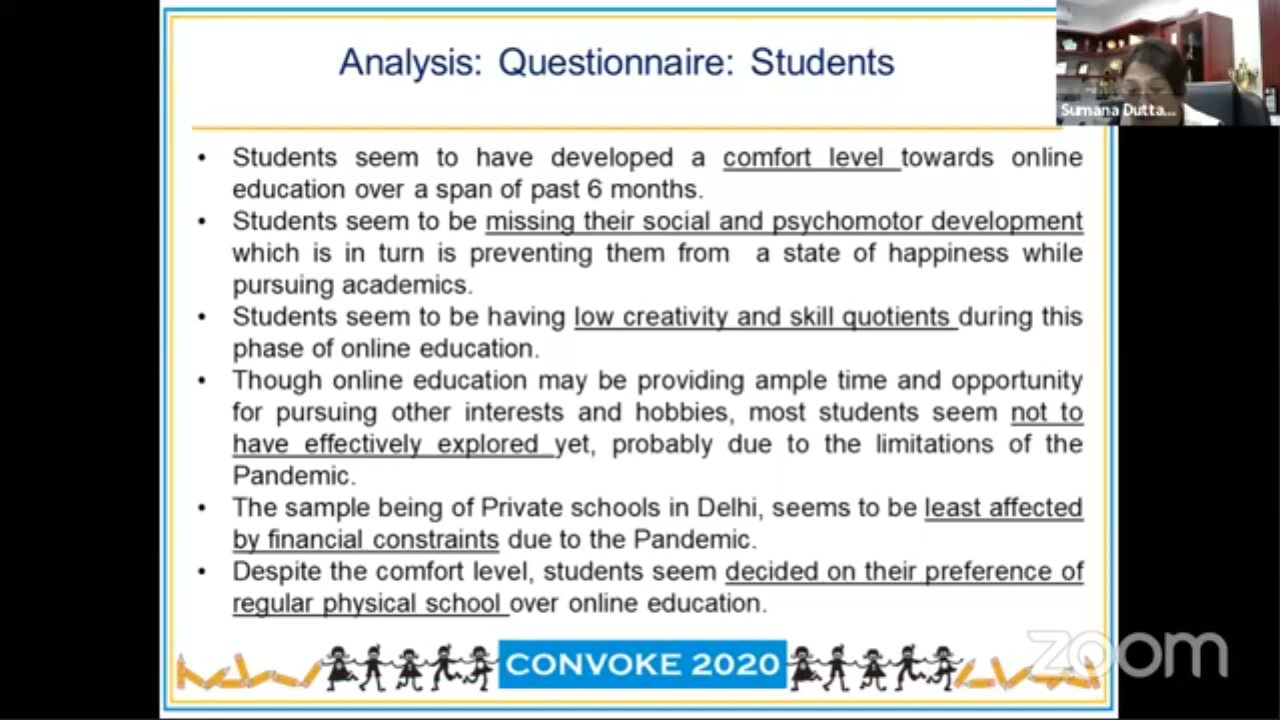 Analysis: Questionnaire: Students
Sumana Dutta...
• Students seem to have developed a comfort level towards online
education over a span of past 6 months.
• Students seem to be missing their social and psychomotor development
which is in turn is preventing them from a state of happiness while
pursuing academics.
• Students seem to be having low creativity and skill quotients during this
phase of online education.
• Though online education may be providing ample time and opportunity
for pursuing other interests and hobbies, most students seem not to
have effectively explored yet, probably due to the limitations of the
Pandemic.
• The sample being of Private schools in Delhi, seems to be least affected
by financial constraints due to the Pandemic.
• Despite the comfort level, students seem decided on their preference of
regular physical school over online education.
CONVOKE 2020
zoom